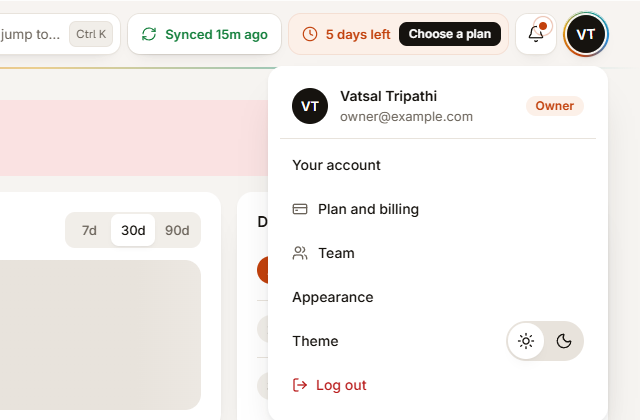 jump to... Ctrl K Synced 15m ago 5 days left Choose a plan VT
VT Vatsal Tripathi Owner
owner@example.com
Your account
Plan and billing
Team
Appearance
Theme
Log out
7d 30d 90d
D